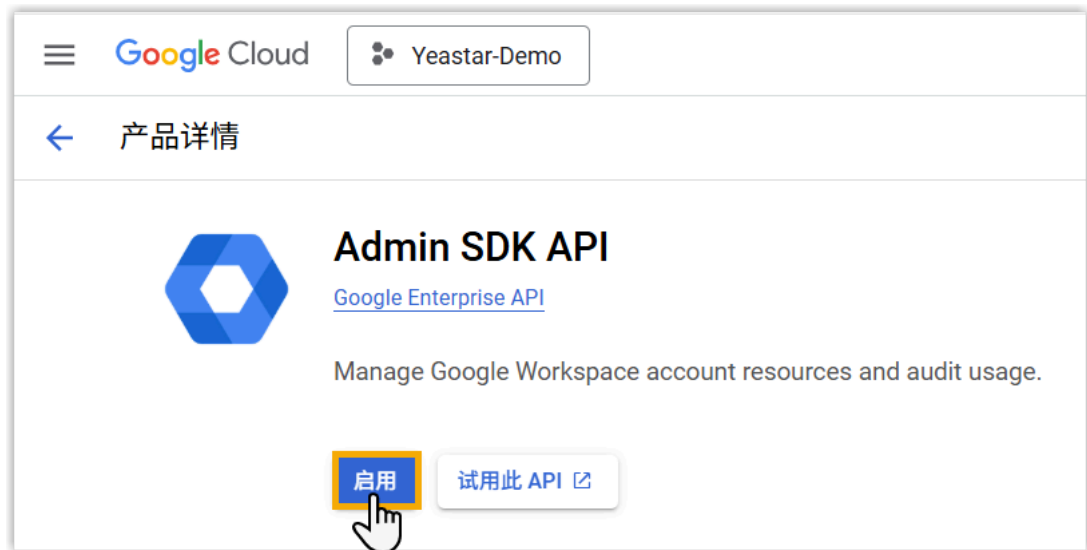 Google Cloud
Yeastar-Demo
产品详情
Admin SDK API
Google Enterprise API
Manage Google Workspace account resources and audit usage.
启用
试用此 API